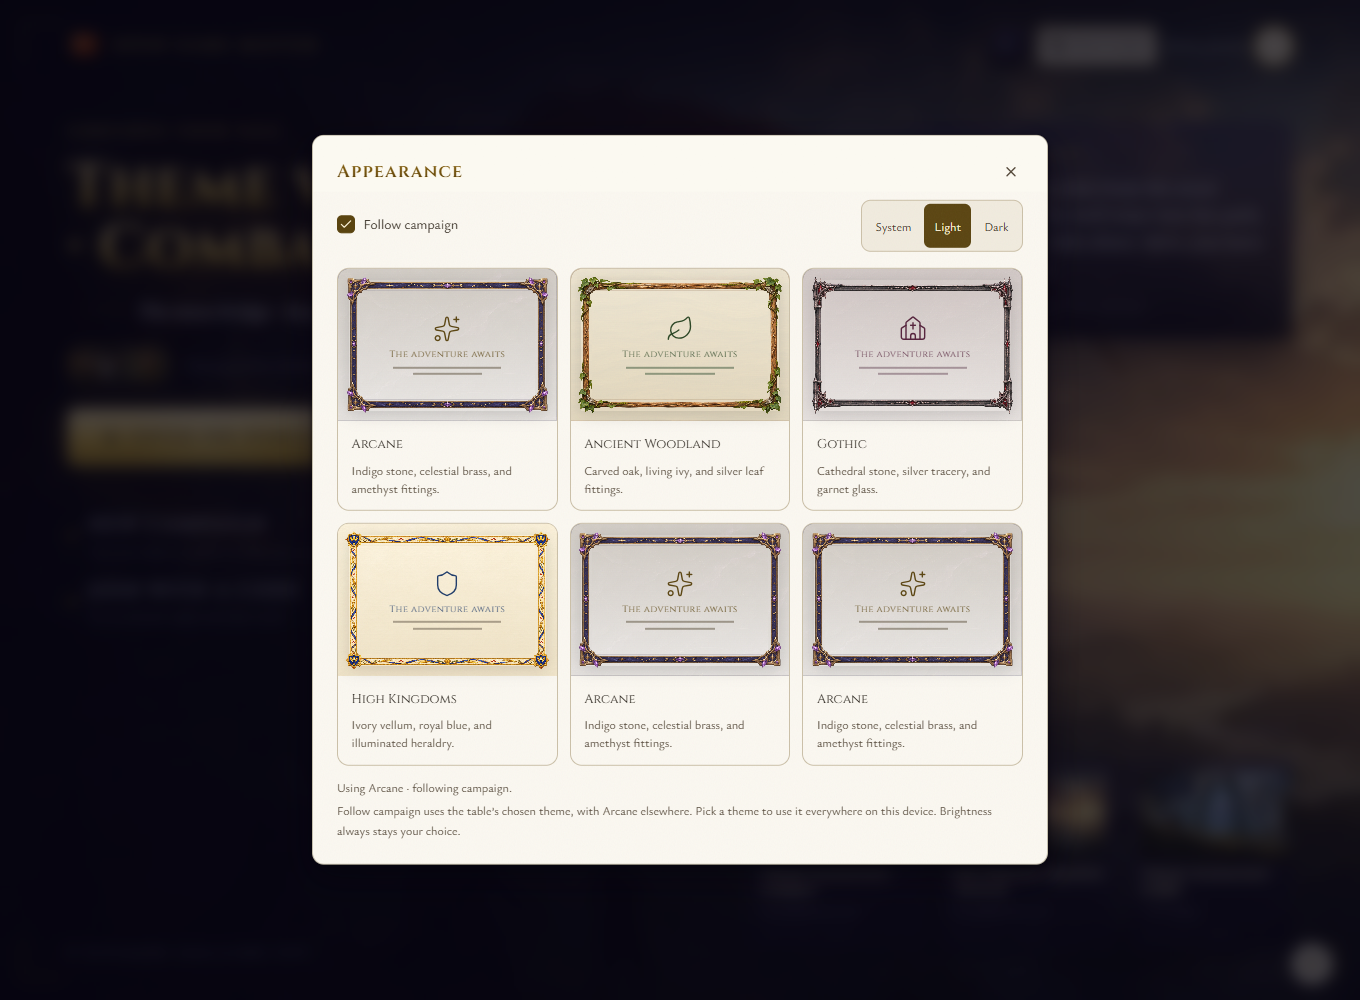 Theme
Appearance
Follow campaign
System
Light
Dark
The adventure awaits
The adventure awaits
The adventure awaits
Arcane
Ancient Woodland
Gothic
Indigo stone, celestial brass, and
amethyst fittings.
Carved oak, living ivy, and silver leaf
fittings.
Cathedral stone, silver tracery, and
garnet glass.
The adventure awaits
The adventure awaits
The adventure awaits
High Kingdoms
Arcane
Arcane
Ivory vellum, royal blue, and
illuminated heraldry.
Indigo stone, celestial brass, and
amethyst fittings.
Indigo stone, celestial brass, and
amethyst fittings.
Using Arcane · following campaign.
Follow campaign uses the table's chosen theme, with Arcane elsewhere. Pick a theme to use it everywhere on this device. Brightness
always stays your choice.